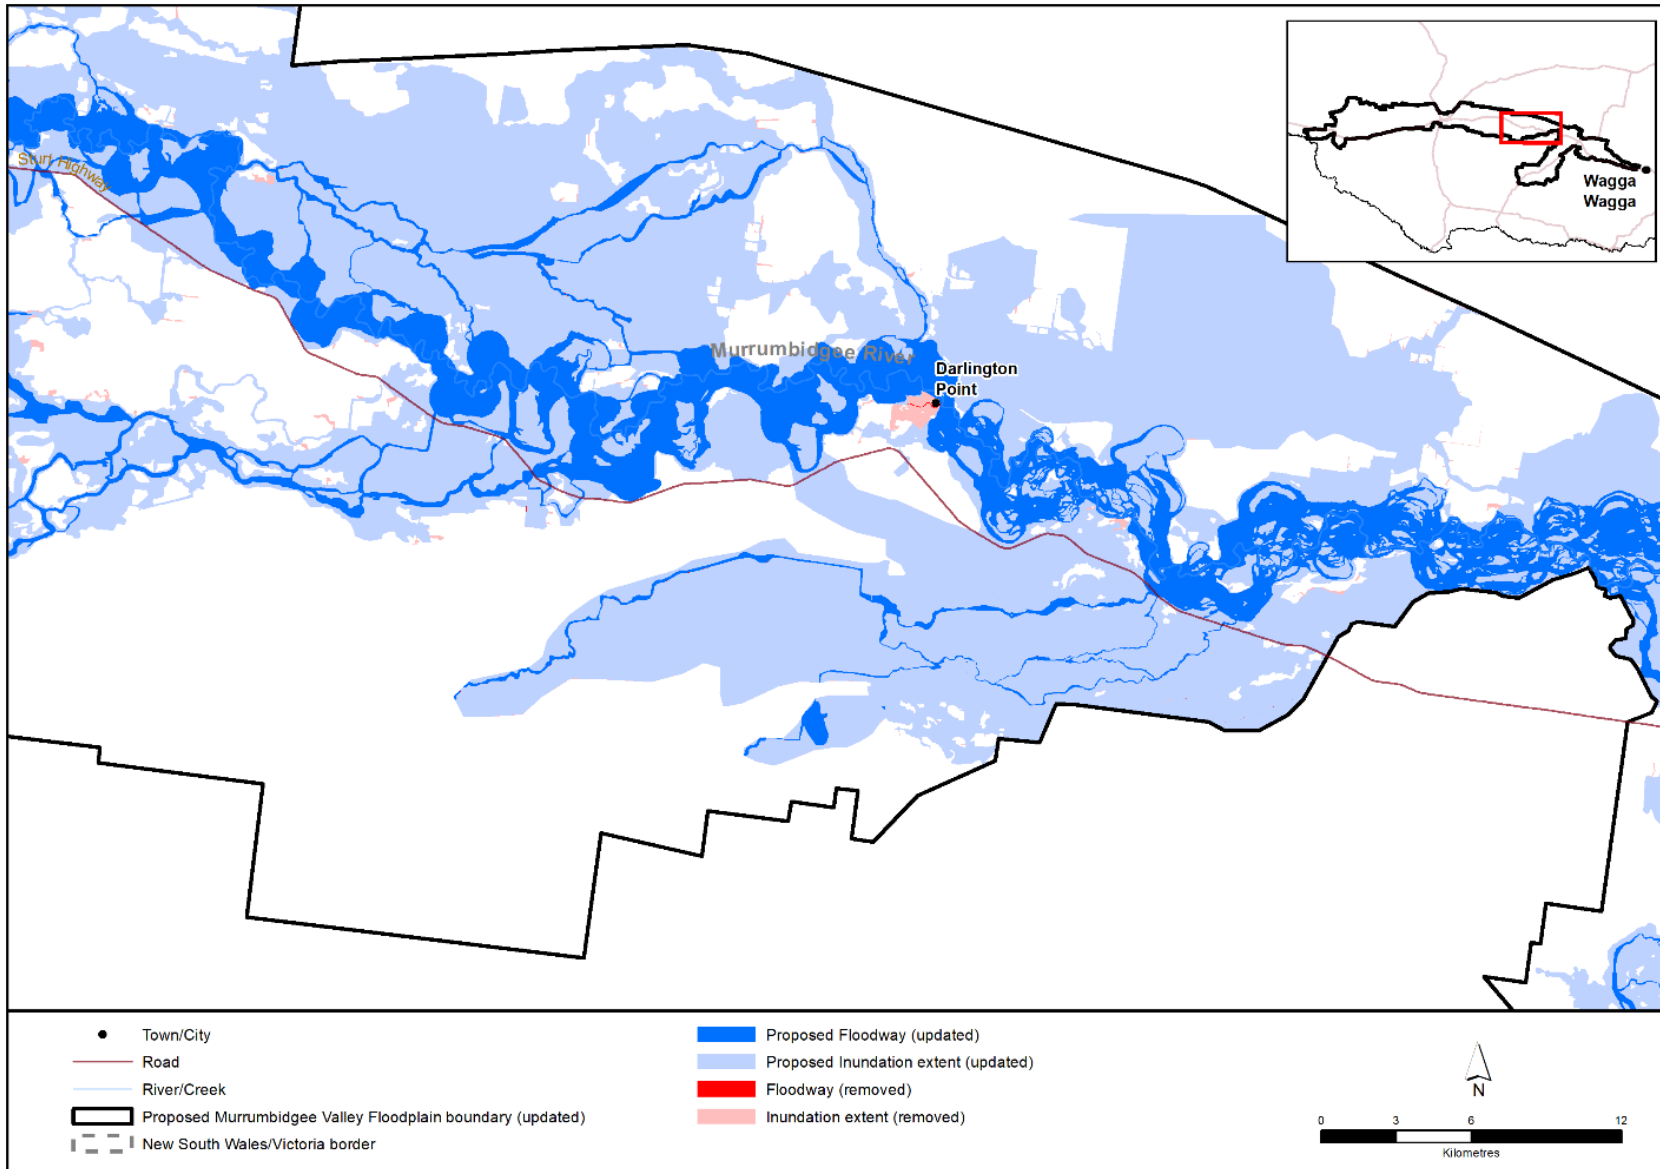 Sturt Highway
Murrumbidgee River
Darlington
Point
Wagga
Wagga
Town/City
Road
River/Creek
Proposed Murrumbidgee Valley Floodplain boundary (updated)
New South Wales/Victoria border
Proposed Floodway (updated)
Proposed Inundation extent (updated)
Floodway (removed)
Inundation extent (removed)
N
0 3 6 12
Kilometres